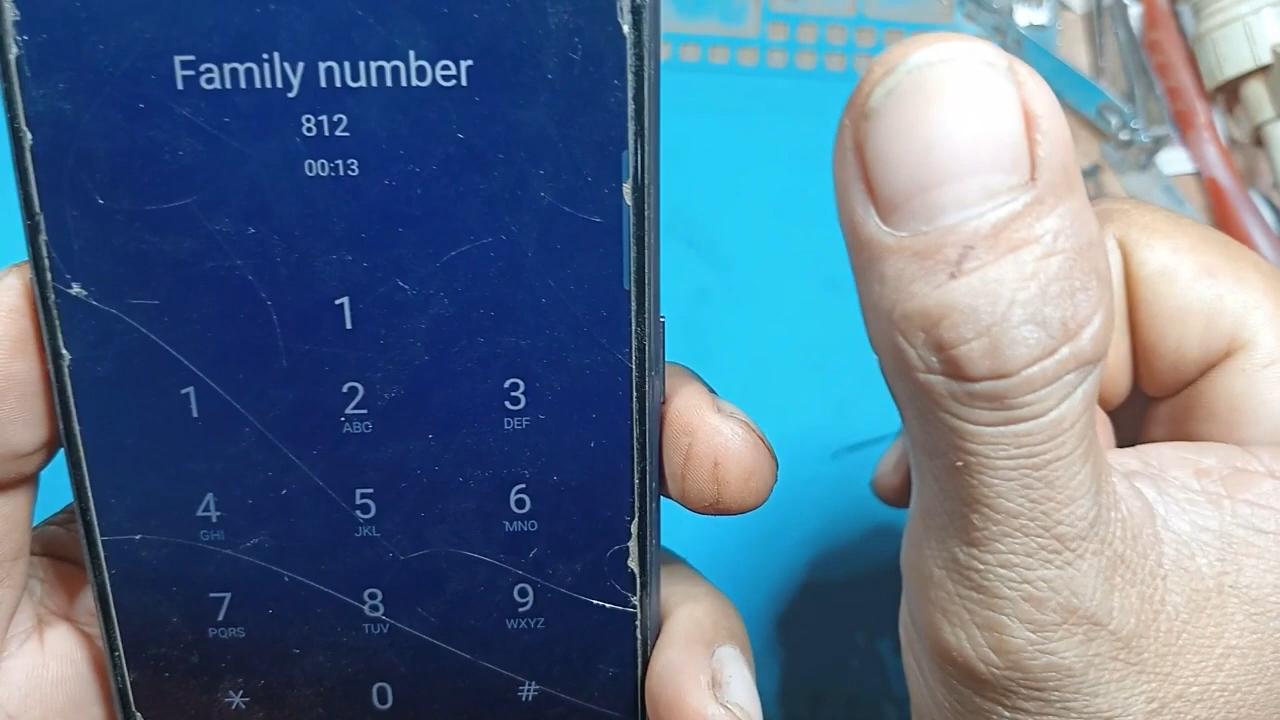 Family number
812
00:13
1
1 2 3
ABC DEF
4 5 6
GHI JKL MNO
7 8 9
PQRS TUV WXYZ
* 0 #